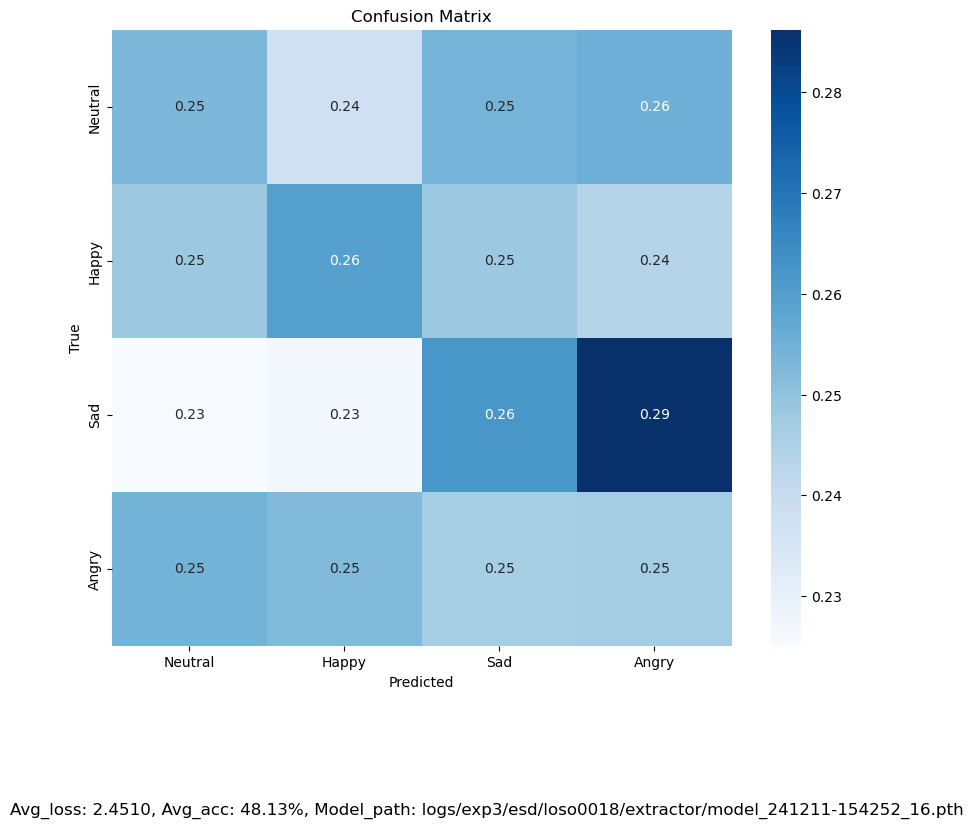 Confusion Matrix
Neutral 0.25 0.24 0.25 0.26
Happy 0.25 0.26 0.25 0.24
Sad 0.23 0.23 0.26 0.29
Angry 0.25 0.25 0.25 0.25
True
Neutral Happy Sad Angry
Predicted
0.28
0.27
0.26
0.25
0.24
0.23
Avg_loss: 2.4510, Avg_acc: 48.13%, Model_path: logs/exp3/esd/loso0018/extractor/model_241211-154252_16.pth